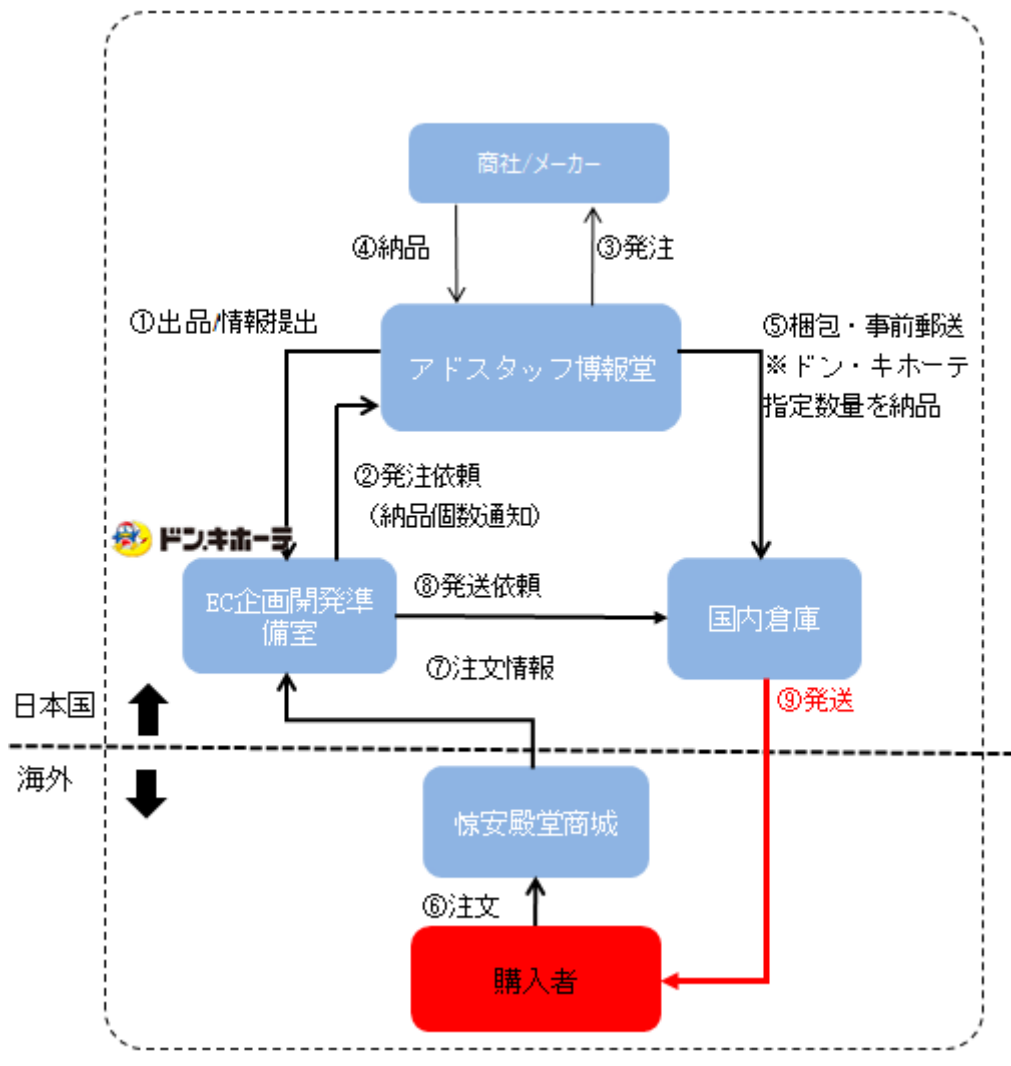 商社/メーカー
④納品
③発注
①出品/情報提出
アドスタッフ博報堂
⑤梱包・事前郵送
※ドン・キホーテ
指定数量を納品
②発注依頼
(納品個数通知)
ドン.キホーテ
EC企画開発準
備室
⑧発送依頼
国内倉庫
⑦注文情報
⑨発送
日本国
海外
惊安殿堂商城
⑥注文
購入者